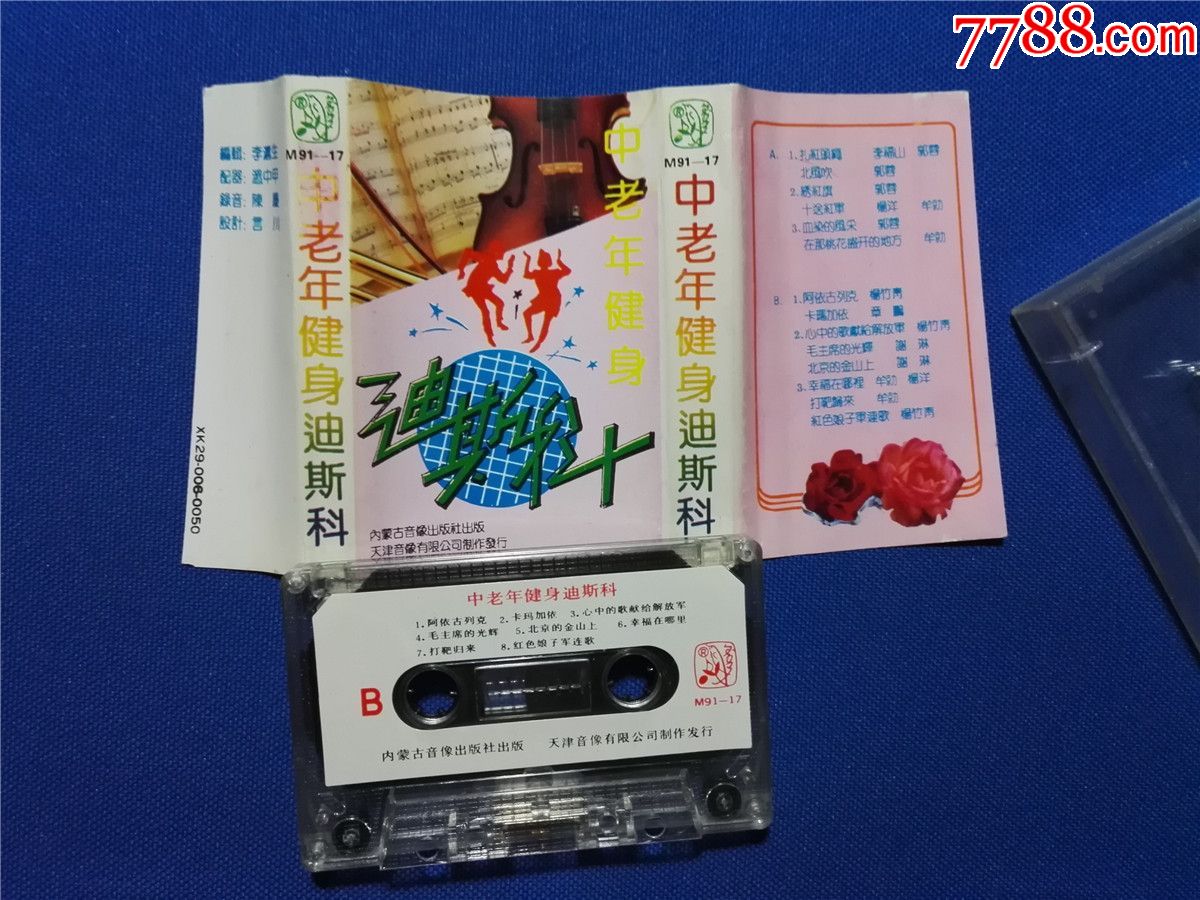 7788.com
編輯: 李
配器:
錄音: 陳
設計: 言川
XK29-006-0050
M91--17
中老年健身迪斯科
中老年健身
迪斯科
內蒙古音像出版社出版
天津音像有限公司制作發行
M91—17
中老年健身迪斯科
A. 1.扎紅頭繩 李福山 郭蓉
北風吹 郭蓉
2.綉紅旗 郭蓉
十送紅軍 楊洋 牟勍
3.血染的風采 郭蓉
在那桃花盛开的地方 牟勍
B. 1.阿依古列克 楊竹青
卡瑪加依 章鵬
2.心中的歌獻給解放軍 楊竹青
毛主席的光輝 謝琳
北京的金山上 謝琳
3.幸福在哪裡 牟勍 楊洋
打靶歸來 牟勍
紅色娘子軍連歌 楊竹青
中老年健身迪斯科
1.阿依古列克 2.卡玛加依 3.心中的歌献给解放军
4.毛主席的光辉 5.北京的金山上 6.幸福在哪里
7.打靶归来 8.红色娘子军连歌
B
M91—17
内蒙古音像出版社出版 天津音像有限公司制作发行